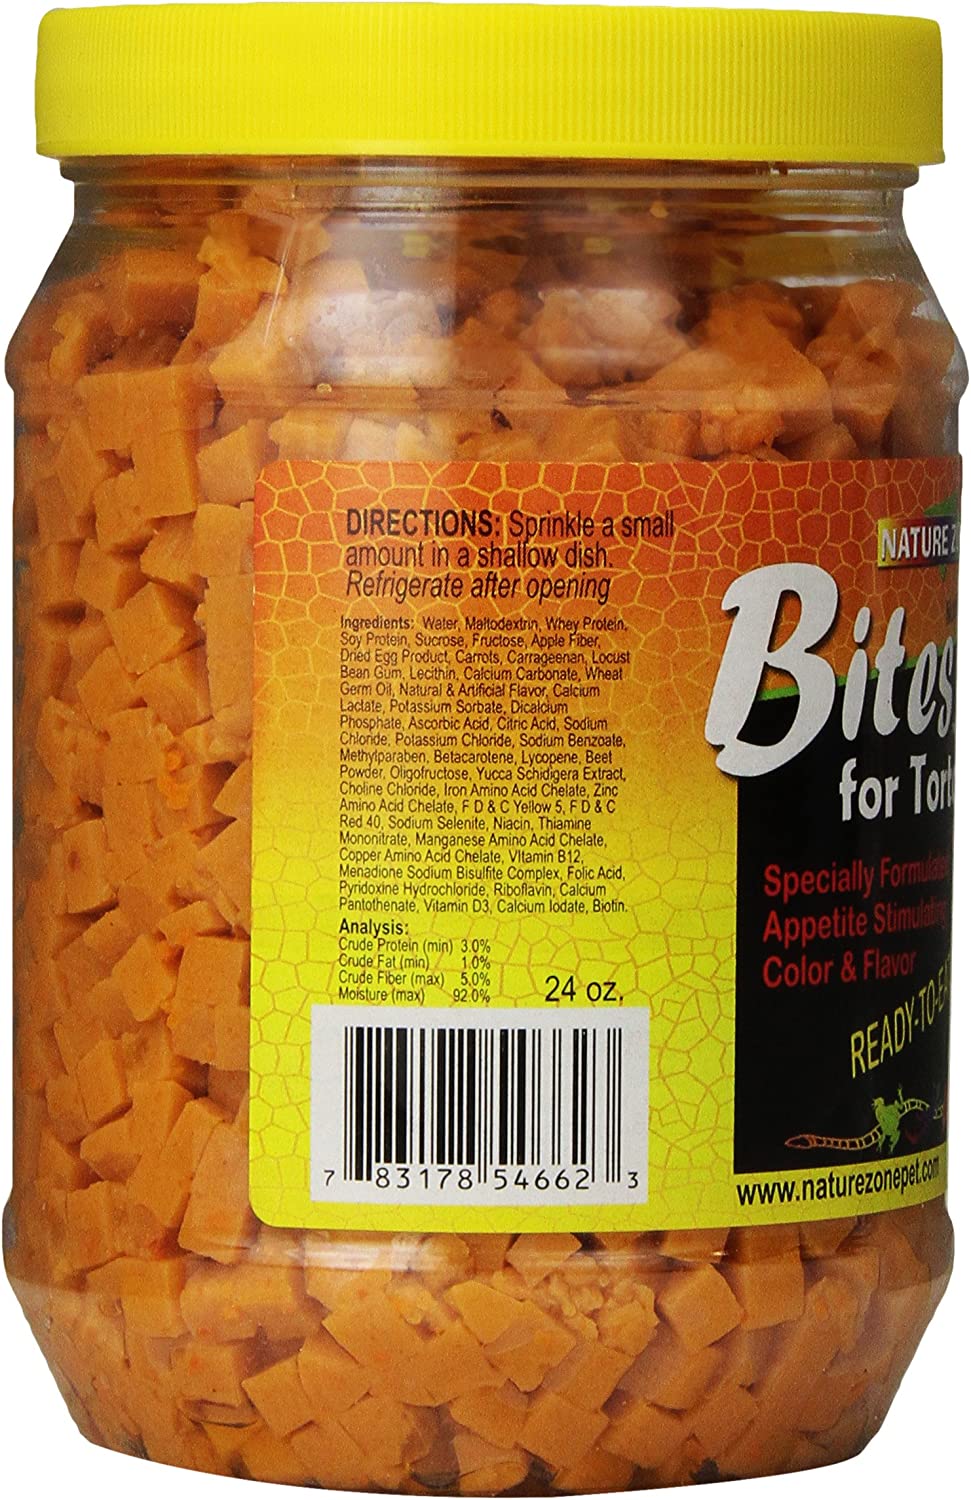 DIRECTIONS: Sprinkle a small
amount in a shallow dish.
Refrigerate after opening
Ingredients: Water, Maltodextrin, Whey Protein,
Soy Protein, Sucrose, Fructose, Apple Fiber,
Dried Egg Product, Carrots, Carrageenan, Locust
Bean Gum, Lecithin, Calcium Carbonate, Wheat
Germ Oil, Natural & Artificial Flavor, Calcium
Lactate, Potassium Sorbate, Dicalcium
Phosphate, Ascorbic Acid, Citric Acid, Sodium
Chloride, Potassium Chloride, Sodium Benzoate,
Methylparaben, Betacarotene, Lycopene, Beet
Powder, Oligofructose, Yucca Schidigera Extract,
Choline Chloride, Iron Amino Acid Chelate, Zinc
Amino Acid Chelate, F D & C Yellow 5, F D & C
Red 40, Sodium Selenite, Niacin, Thiamine
Mononitrate, Manganese Amino Acid Chelate,
Copper Amino Acid Chelate, VItamin B12,
Menadione Sodium Bisulfite Complex, Folic Acid,
Pyridoxine Hydrochloride, Riboflavin, Calcium
Pantothenate, Vitamin D3, Calcium Iodate, Biotin.
Analysis:
Crude Protein (min) 3.0%
Crude Fat (min) 1.0%
Crude Fiber (max) 5.0%
Moisture (max) 92.0%
24 oz.
7 83178 54662 3
NATURE
Bites
for
Specially Formulated
Appetite Stimulating
Color & Flavor
READY-TO-
www.naturezonepet.com